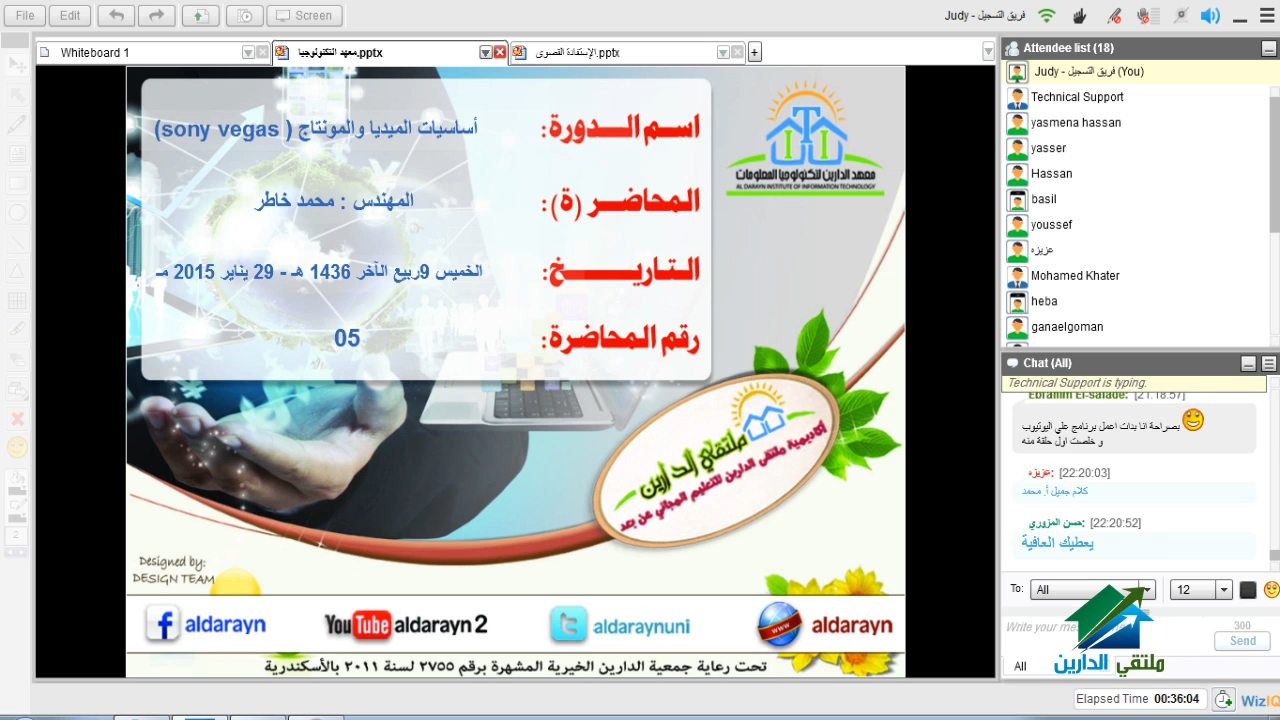 File
Edit
Screen
Judy - فريق التسجيل
Whiteboard 1
معهد التكنولوجيا.pptx
الإستفادة القصوى.pptx
Attendee list (18)
Judy - فريق التسجيل (You)
Technical Support
yasmena hassan
yasser
Hassan
basil
youssef
عزيزه
Mohamed Khater
heba
ganaelgoman
اسم الدورة:
أساسيات الميديا والمونتاج ( sony vegas)
المحاضر (ة):
المهندس : محمد خاطر
التاريخ:
الخميس 9ربيع الآخر 1436 هـ - 29 يناير 2015 مـ
رقم المحاضرة:
05
ITI
معهد الدارين لتكنولوجيا المعلومات
AL DARAYN INSTITUTE OF INFORMATION TECHNOLOGY
ملتقي الدارين
أكاديمية ملتقى الدارين للتعليم المجاني عن بعد
Designed by:
DESIGN TEAM
aldarayn
YouTube aldarayn 2
aldaraynuni
www aldarayn
تحت رعاية جمعية الدارين الخيرية المشهرة برقم ٢٧٥٥ لسنة ٢٠١١ بالأسكندرية
Chat (All)
Technical Support is typing.
Ebrahim El-salade: [21:18:57]
بصراحة انا بدات اعمل برنامج علي اليوتيوب
و خلصت اول حلقة منه
عزيزه: [22:20:03]
كلام جميل أ. محمد
حسن المزوري: [22:20:52]
يعطيك العافية
To:
All
12
Write your me
300
Send
All
ملتقي الدارين
Elapsed Time 00:36:04
WizIQ
2